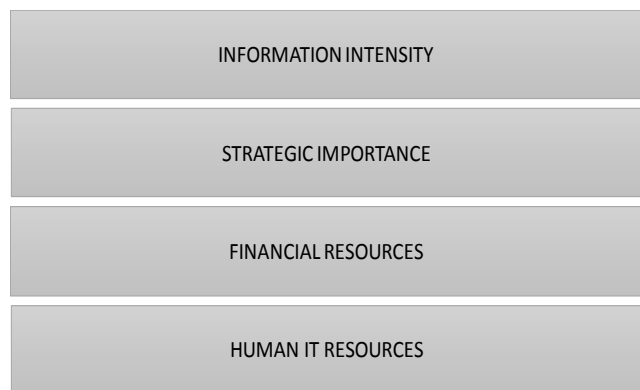 INFORMATION INTENSITY
STRATEGIC IMPORTANCE
FINANCIAL RESOURCES
HUMAN IT RESOURCES